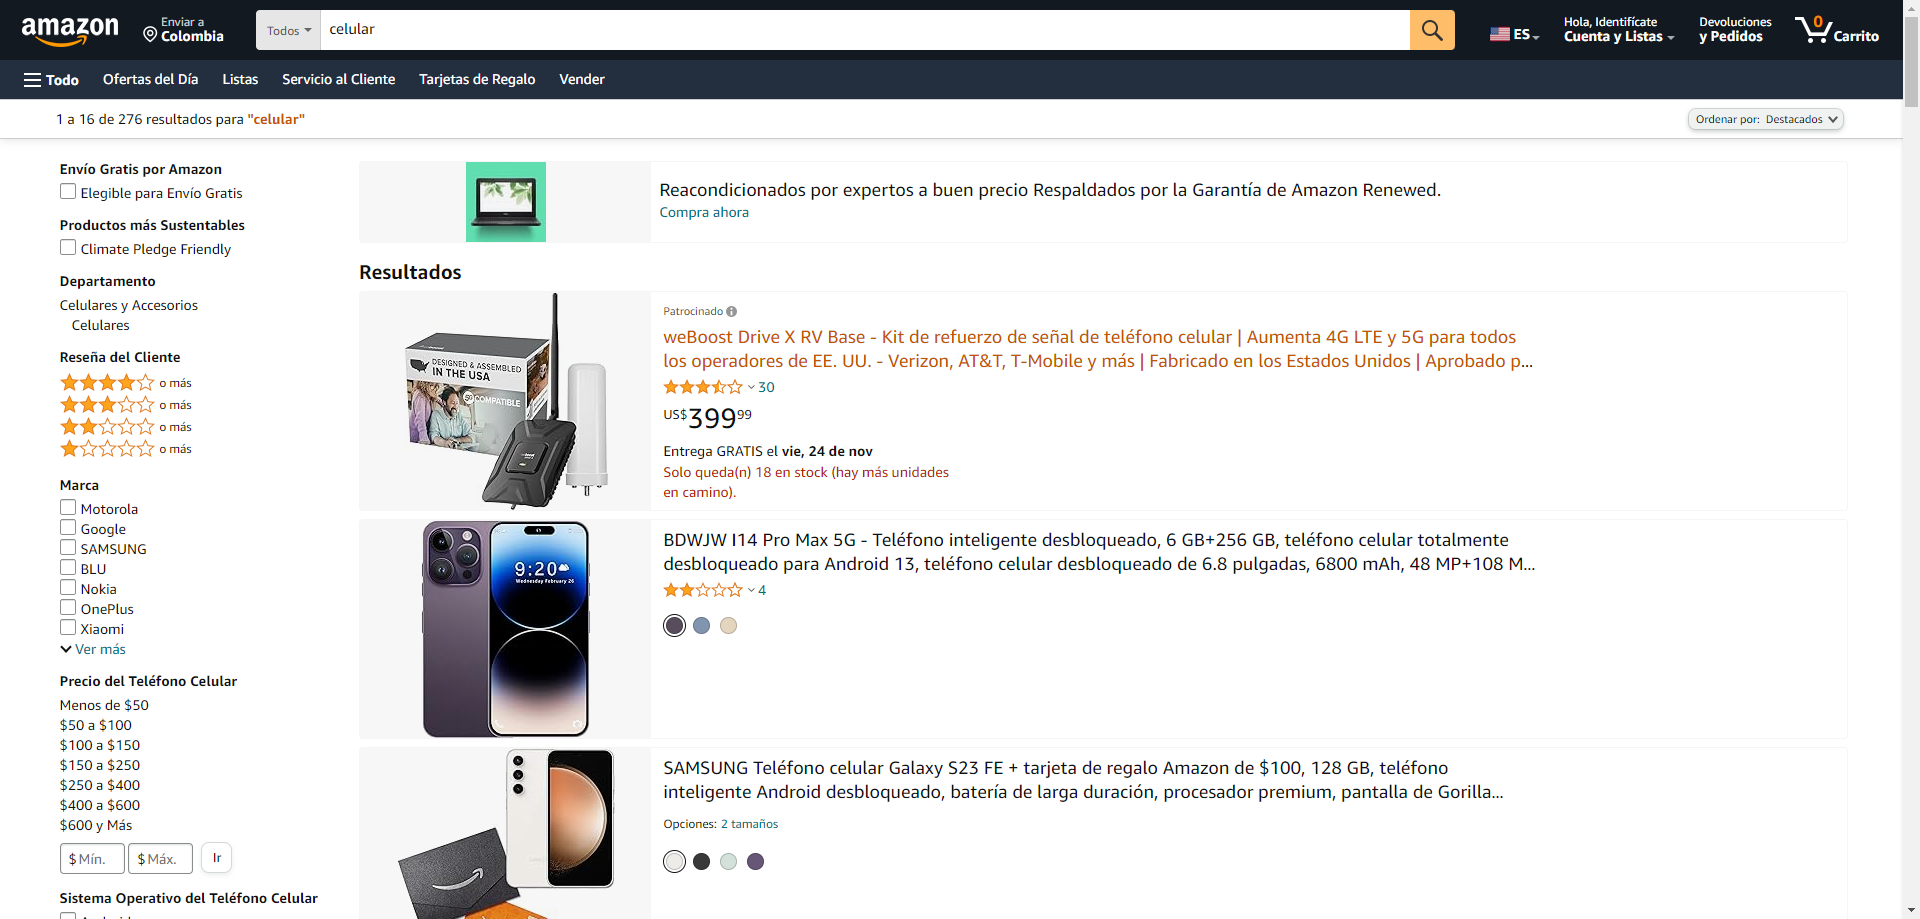 amazon
Enviar a
Colombia
Todos
celular
ES
Hola, Identifícate
Cuenta y Listas
Devoluciones
y Pedidos
0
Carrito
Todo
Ofertas del Día
Listas
Servicio al Cliente
Tarjetas de Regalo
Vender
1 a 16 de 276 resultados para "celular"
Ordenar por: Destacados
Envío Gratis por Amazon
Elegible para Envío Gratis
Productos más Sustentables
Climate Pledge Friendly
Departamento
Celulares y Accesorios
Celulares
Reseña del Cliente
o más
o más
o más
o más
Marca
Motorola
Google
SAMSUNG
BLU
Nokia
OnePlus
Xiaomi
Ver más
Precio del Teléfono Celular
Menos de $50
$50 a $100
$100 a $150
$150 a $250
$250 a $400
$400 a $600
$600 y Más
$ Mín.
$ Máx.
Ir
Sistema Operativo del Teléfono Celular
Reacondicionados por expertos a buen precio Respaldados por la Garantía de Amazon Renewed.
Compra ahora
Resultados
DESIGNED & ASSEMBLED
IN THE USA
5G COMPATIBLE
Patrocinado
weBoost Drive X RV Base - Kit de refuerzo de señal de teléfono celular | Aumenta 4G LTE y 5G para todos
los operadores de EE. UU. - Verizon, AT&T, T-Mobile y más | Fabricado en los Estados Unidos | Aprobado p...
30
US$399 99
Entrega GRATIS el vie, 24 de nov
Solo queda(n) 18 en stock (hay más unidades
en camino).
9:20
Wednesday February 26
BDWJW I14 Pro Max 5G - Teléfono inteligente desbloqueado, 6 GB+256 GB, teléfono celular totalmente
desbloqueado para Android 13, teléfono celular desbloqueado de 6.8 pulgadas, 6800 mAh, 48 MP+108 M...
4
SAMSUNG Teléfono celular Galaxy S23 FE + tarjeta de regalo Amazon de $100, 128 GB, teléfono
inteligente Android desbloqueado, batería de larga duración, procesador premium, pantalla de Gorilla...
Opciones: 2 tamaños